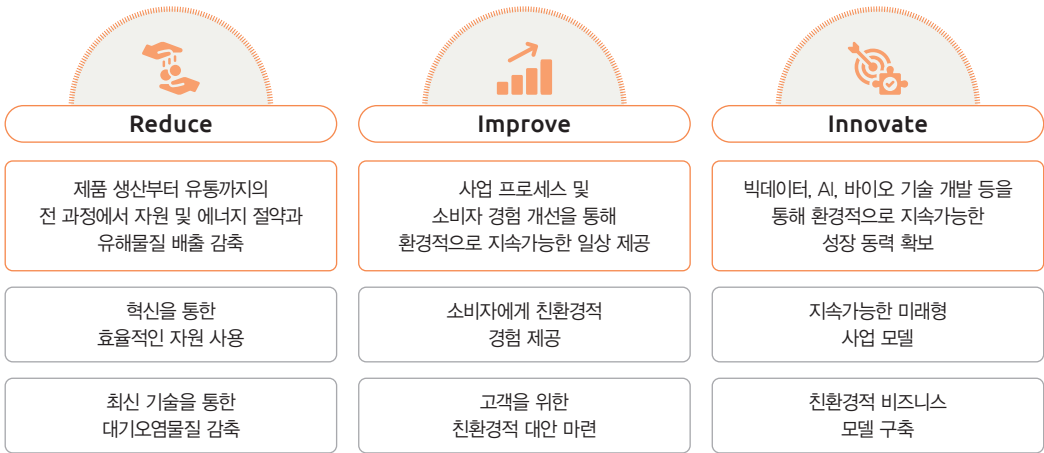 Reduce
제품 생산부터 유통까지의
전 과정에서 자원 및 에너지 절약과
유해물질 배출 감축
혁신을 통한
효율적인 자원 사용
최신 기술을 통한
대기오염물질 감축
Improve
사업 프로세스 및
소비자 경험 개선을 통해
환경적으로 지속가능한 일상 제공
소비자에게 친환경적
경험 제공
고객을 위한
친환경적 대안 마련
Innovate
빅데이터, AI, 바이오 기술 개발 등을
통해 환경적으로 지속가능한
성장 동력 확보
지속가능한 미래형
사업 모델
친환경적 비즈니스
모델 구축